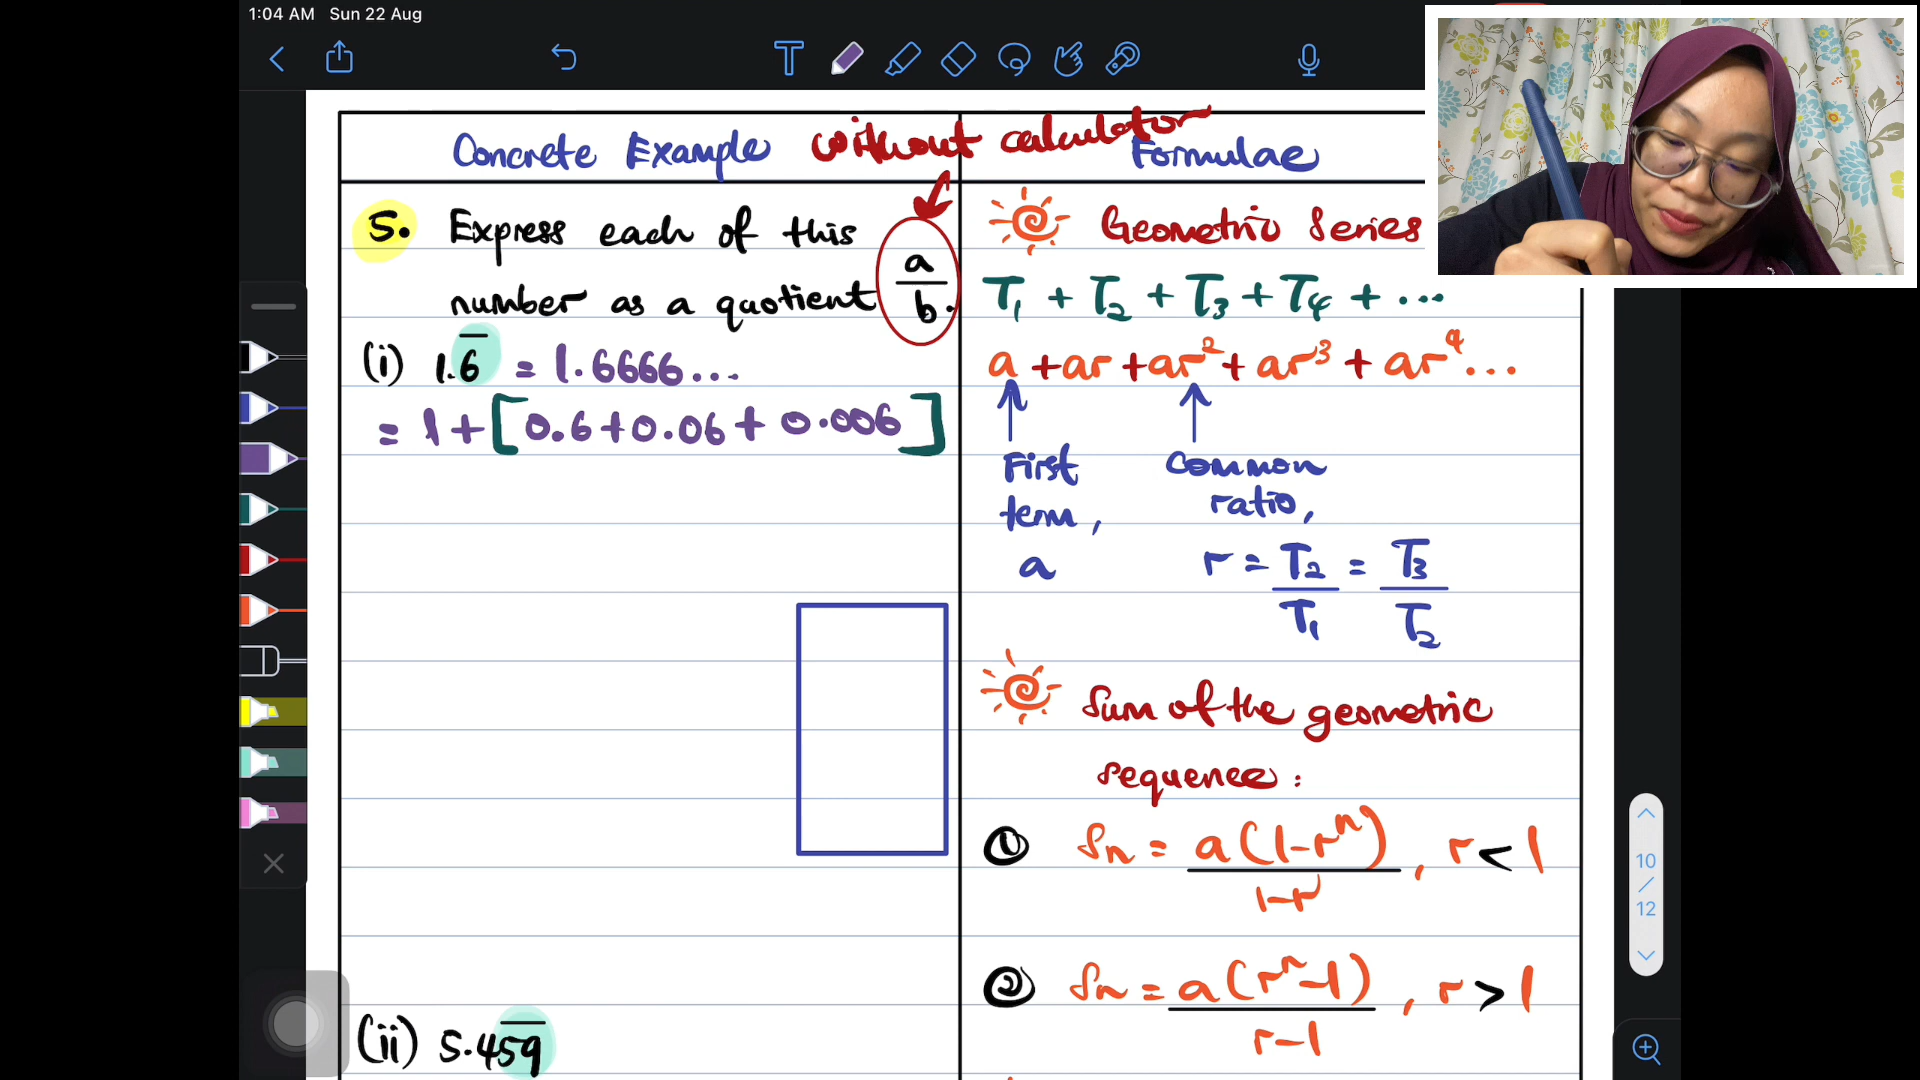 1:04 AM Sun 22 Aug
T
Concrete Example
without calculator
Formulae
5. Express each of this
number as a quotient a/b.
(i) 1.6̅ = 1.6666...
= 1 + [0.6 + 0.06 + 0.006]
(ii) 5.45̅9̅
Geometric Series
T₁ + T₂ + T₃ + T₄ + ...
a + ar + ar² + ar³ + ar⁴...
First
term,
a
Common
ratio,
r = T₂/T₁ = T₃/T₂
Sum of the geometric
sequence:
① Sn = a(1-rⁿ)/1-r, r < 1
② Sn = a(rⁿ-1)/r-1, r > 1
10
/
12